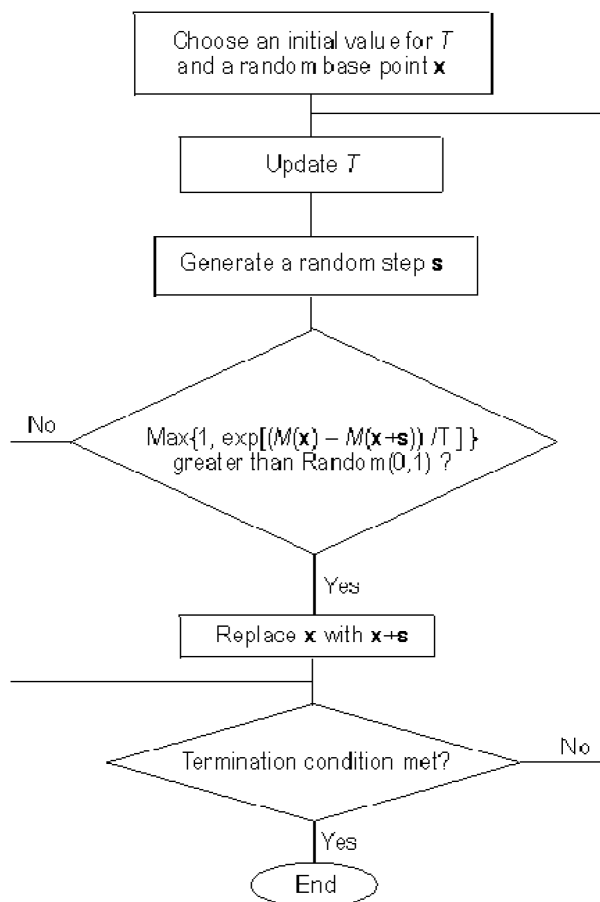 Choose an initial value for T
and a random base point x
Update T
Generate a random step s
No
Max{1, exp[(M(x) – M(x+s)) /T ] }
greater than Random(0,1) ?
Yes
Replace x with x+s
Termination condition met?
No
Yes
End